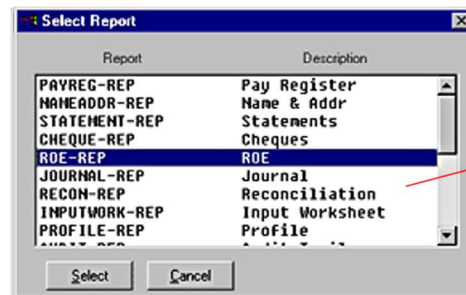 Select Report
Report Description
PAYREG-REP Pay Register
NAMEADDR-REP Name & Addr
STATEMENT-REP Statements
CHEQUE-REP Cheques
ROE-REP ROE
JOURNAL-REP Journal
RECON-REP Reconciliation
INPUTWORK-REP Input Worksheet
PROFILE-REP Profile
Select Cancel